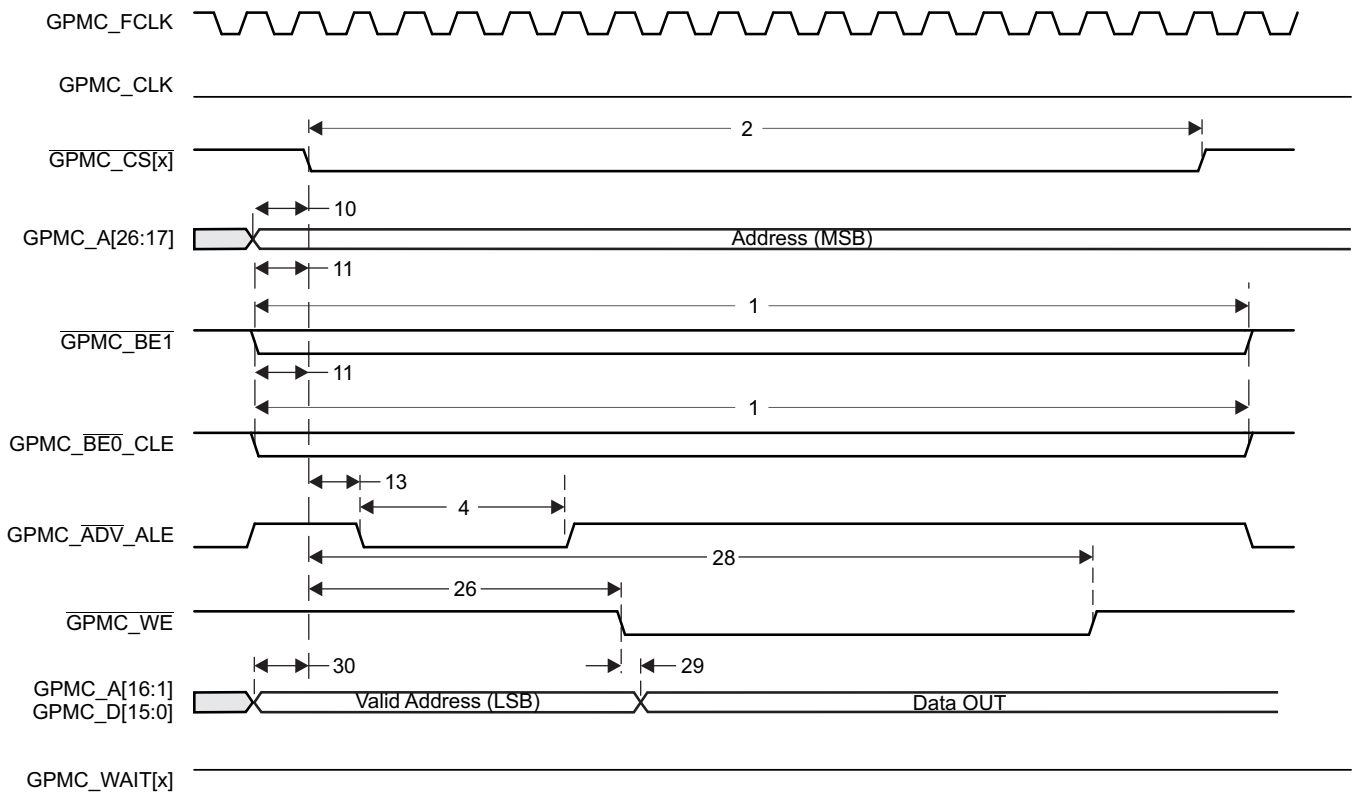 GPMC_FCLK
GPMC_CLK
2
GPMC_CS[x]
10
GPMC_A[26:17]
Address (MSB)
11
1
GPMC_BE1
11
1
GPMC_BE0_CLE
13
4
GPMC_ADV_ALE
28
26
GPMC_WE
30
29
GPMC_A[16:1]
GPMC_D[15:0]
Valid Address (LSB)
Data OUT
GPMC_WAIT[x]